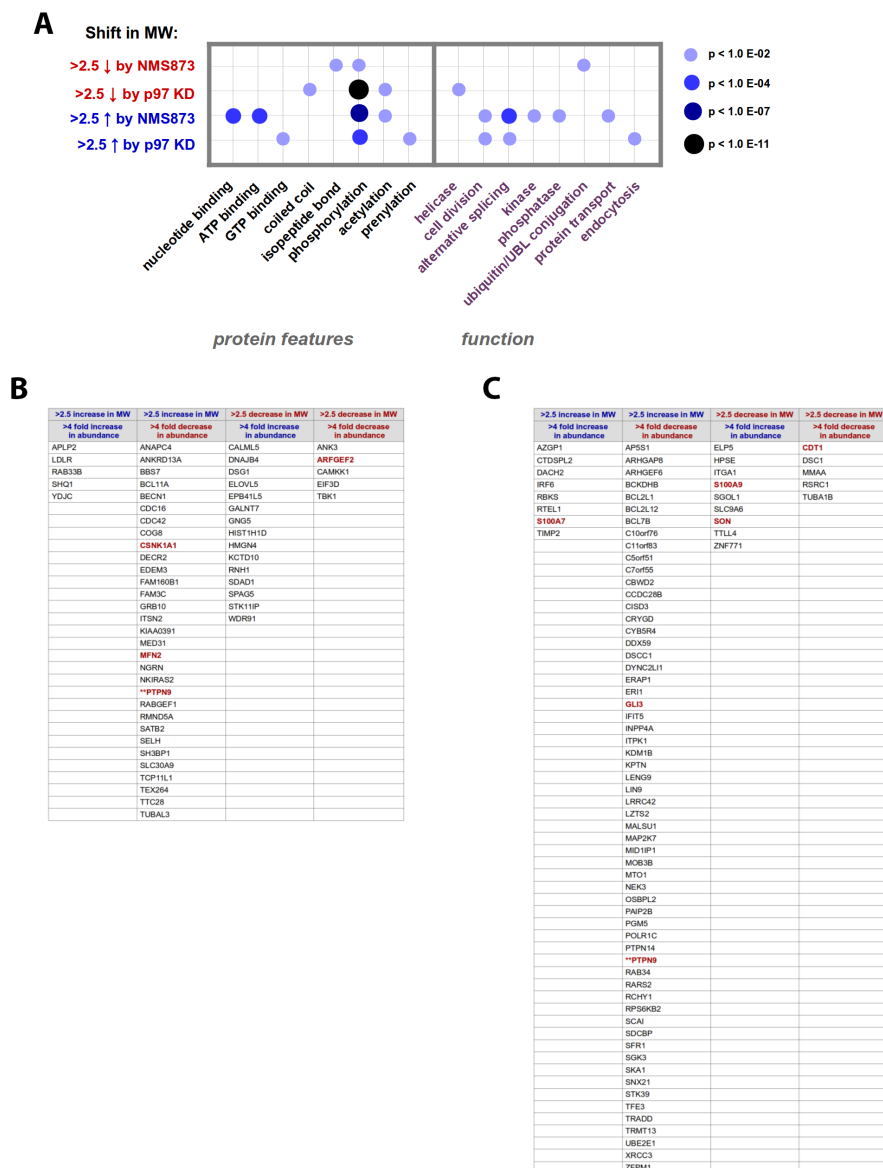 A
Shift in MW:
>2.5 ↓ by NMS873
>2.5 ↓ by p97 KD
>2.5 ↑ by NMS873
>2.5 ↑ by p97 KD
p < 1.0 E-02
p < 1.0 E-04
p < 1.0 E-07
p < 1.0 E-11
nucleotide binding
ATP binding
GTP binding
coiled coil
isopeptide bond
phosphorylation
acetylation
prenylation
helicase
cell division
alternative splicing
kinase
phosphatase
ubiquitin/UBL conjugation
protein transport
endocytosis
protein features
function
B
>2.5 increase in MW >2.5 increase in MW >2.5 decrease in MW >2.5 decrease in MW
>4 fold increase >4 fold decrease >4 fold increase >4 fold decrease
in abundance in abundance in abundance in abundance
APLP2 ANAPC4 CALML5 ANK3
LDLR ANKRD13A DNAJB4 ARFGEF2
RAB33B BBS7 DSG1 CAMKK1
SHQ1 BCL11A ELOVL5 EIF3D
YDJC BECN1 EPB41L5 TBK1
CDC16 GALNT7
CDC42 GNG5
COG8 HIST1H1D
CSNK1A1 HMGN4
DECR2 KCTD10
EDEM3 RNH1
FAM160B1 SDAD1
FAM3C SPAG5
GRB10 STK11IP
ITSN2 WDR91
KIAA0391
MED31
MFN2
NGRN
NKIRAS2
**PTPN9
RABGEF1
RMND5A
SATB2
SELH
SH3BP1
SLC30A9
TCP11L1
TEX264
TTC28
TUBAL3
C
>2.5 increase in MW >2.5 increase in MW >2.5 decrease in MW >2.5 decrease in MW
>4 fold increase >4 fold decrease >4 fold increase >4 fold decrease
in abundance in abundance in abundance in abundance
AZGP1 AP5S1 ELP5 CDT1
CTDSPL2 ARHGAP8 HPSE DSC1
DACH2 ARHGEF6 ITGA1 MMAA
IRF6 BCKDHB S100A9 RSRC1
RBKS BCL2L1 SGOL1 TUBA1B
RTEL1 BCL2L12 SLC9A6
S100A7 BCL7B SON
TIMP2 C10orf76 TTLL4
C11orf83 ZNF771
C5orf51
C7orf55
CBWD2
CCDC28B
CISD3
CRYGD
CYB5R4
DDX59
DSCC1
DYNC2LI1
ERAP1
ERI1
GLI3
IFIT5
INPP4A
ITPK1
KDM1B
KPTN
LENG9
LIN9
LRRC42
LZTS2
MALSU1
MAP2K7
MID1IP1
MOB3B
MTO1
NEK3
OSBPL2
PAIP2B
PGM5
POLR1C
PTPN14
**PTPN9
RAB34
RARS2
RCHY1
RPS6KB2
SCAI
SDCBP
SFR1
SGK3
SKA1
SNX21
STK39
TFE3
TRADD
TRMT13
UBE2E1
XRCC3